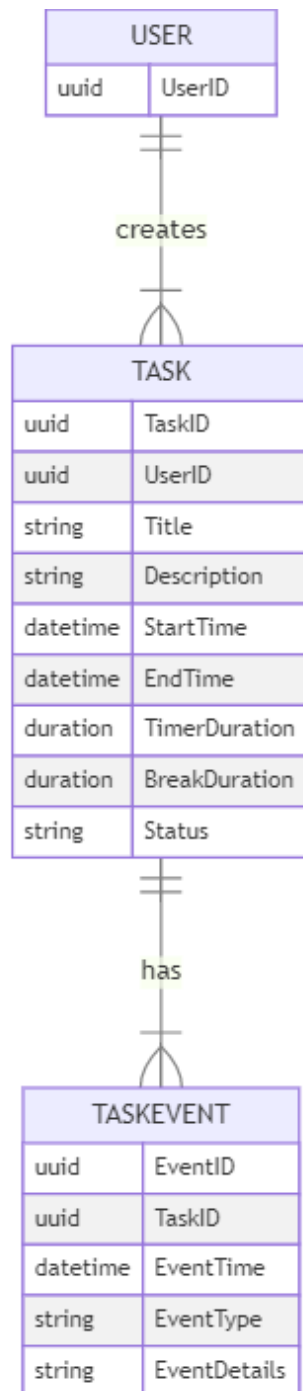 USER
uuid UserID
creates
TASK
uuid TaskID
uuid UserID
string Title
string Description
datetime StartTime
datetime EndTime
duration TimerDuration
duration BreakDuration
string Status
has
TASKEVENT
uuid EventID
uuid TaskID
datetime EventTime
string EventType
string EventDetails